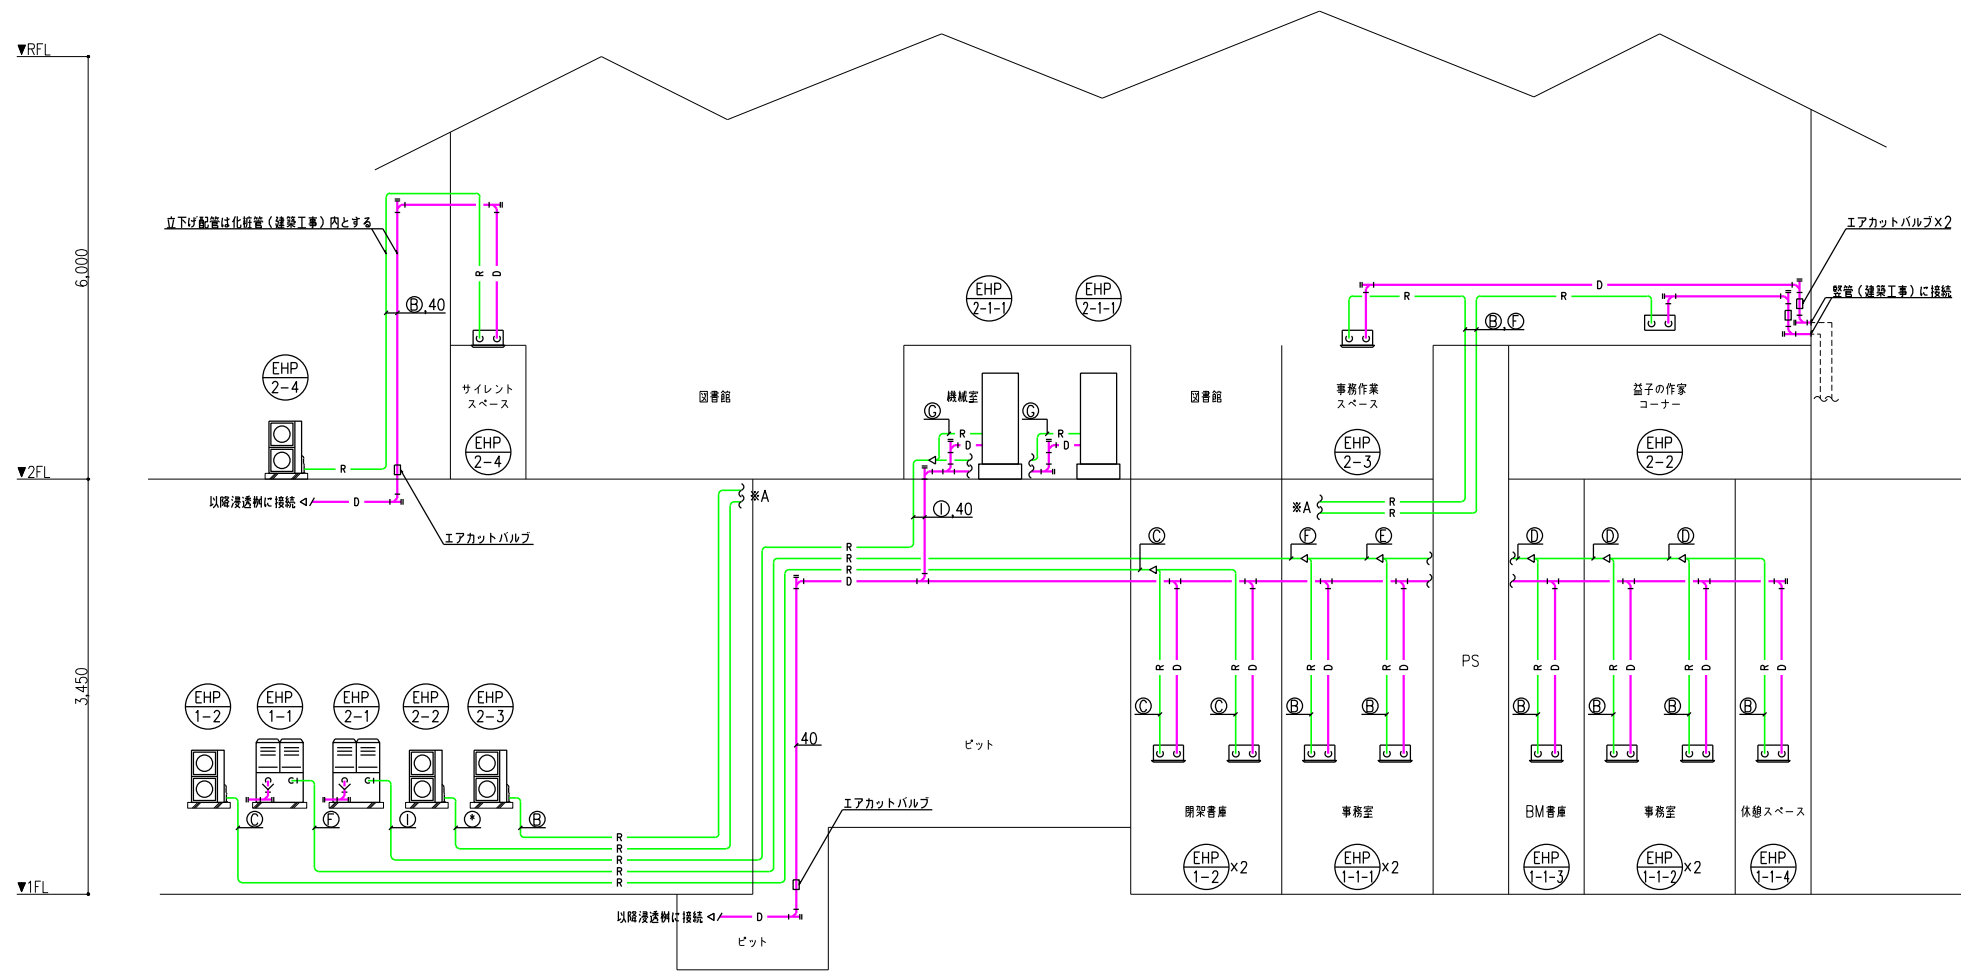 ▼RFL
立下げ配管は化粧管（建築工事）内とする
エアカットバルブ×2
6,000
R
D
EHP
2-1-1
EHP
2-1-1
D
R
R
竪管（建築工事）に接続
Ⓑ,40
Ⓑ,Ⓕ
EHP
2-4
サイレント
スペース
図書館
機械室
図書館
事務作業
スペース
益子の作家
コーナー
Ⓖ
Ⓖ
R
D
R
D
EHP
2-4
EHP
2-3
EHP
2-2
▼2FL
R
以降浸透桝に接続
D
※A
※A
R
R
Ⓘ,40
エアカットバルブ
Ⓒ
Ⓕ
Ⓔ
Ⓓ
Ⓓ
Ⓓ
R
R
R
D
3,450
R
D
R
D
R
D
R
D
R
D
R
D
R
D
R
D
PS
EHP
1-2
EHP
1-1
EHP
2-1
EHP
2-2
EHP
2-3
Ⓒ
Ⓒ
Ⓑ
Ⓑ
Ⓑ
Ⓑ
Ⓑ
Ⓑ
40
ピット
エアカットバルブ
Ⓒ
Ⓕ
Ⓘ
*
Ⓑ
閉架書庫
事務室
BM書庫
事務室
休憩スペース
R
R
R
R
R
EHP
1-2
×2
EHP
1-1-1
×2
EHP
1-1-3
EHP
1-1-2
×2
EHP
1-1-4
▼1FL
以降浸透桝に接続
D
ピット